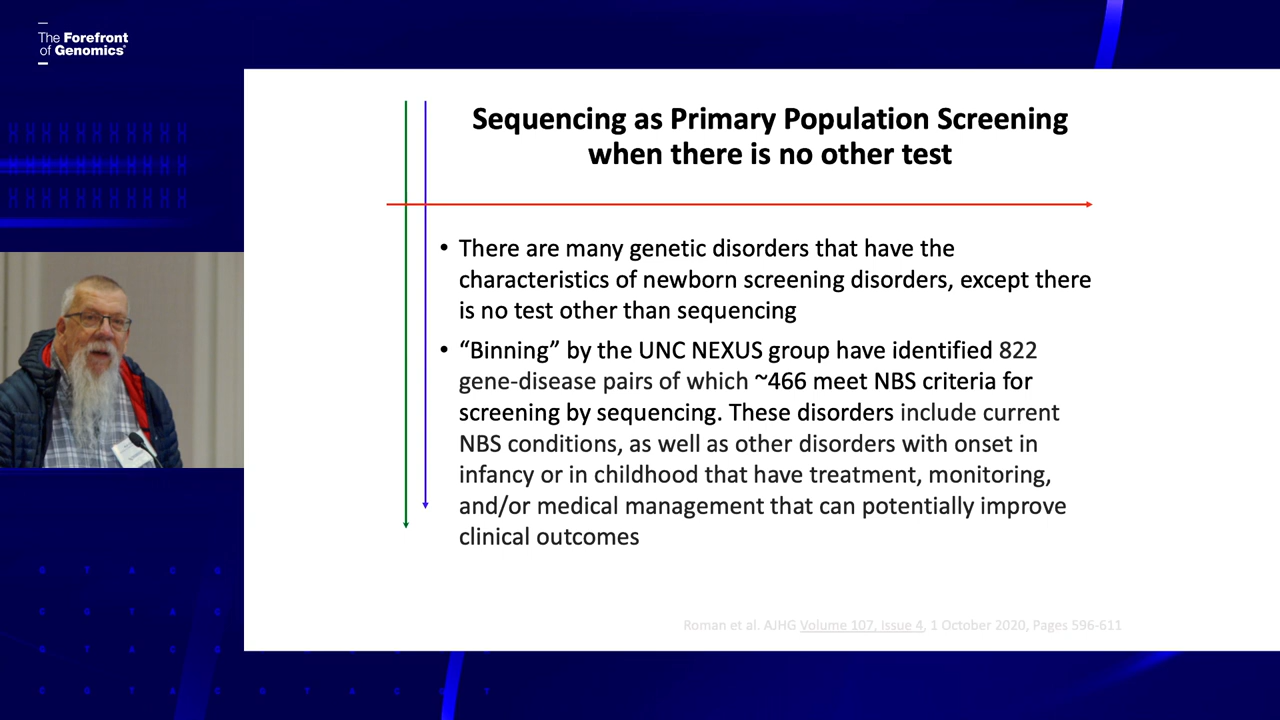 The Forefront
of Genomics®
Sequencing as Primary Population Screening
when there is no other test
• There are many genetic disorders that have the
characteristics of newborn screening disorders, except there
is no test other than sequencing
• “Binning” by the UNC NEXUS group have identified 822
gene-disease pairs of which ~466 meet NBS criteria for
screening by sequencing. These disorders include current
NBS conditions, as well as other disorders with onset in
infancy or in childhood that have treatment, monitoring,
and/or medical management that can potentially improve
clinical outcomes
Roman et al. AJHG Volume 107, Issue 4, 1 October 2020, Pages 596-611